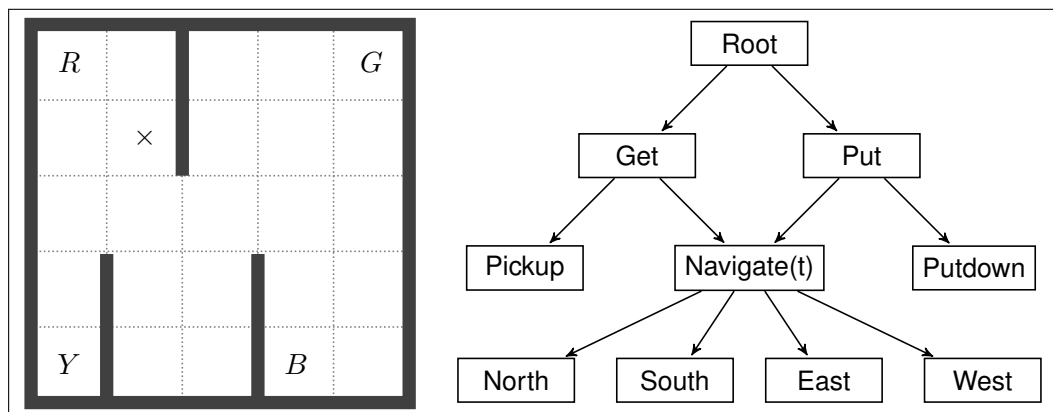 R G
×
Y B
Root
Get Put
Pickup Navigate(t) Putdown
North South East West